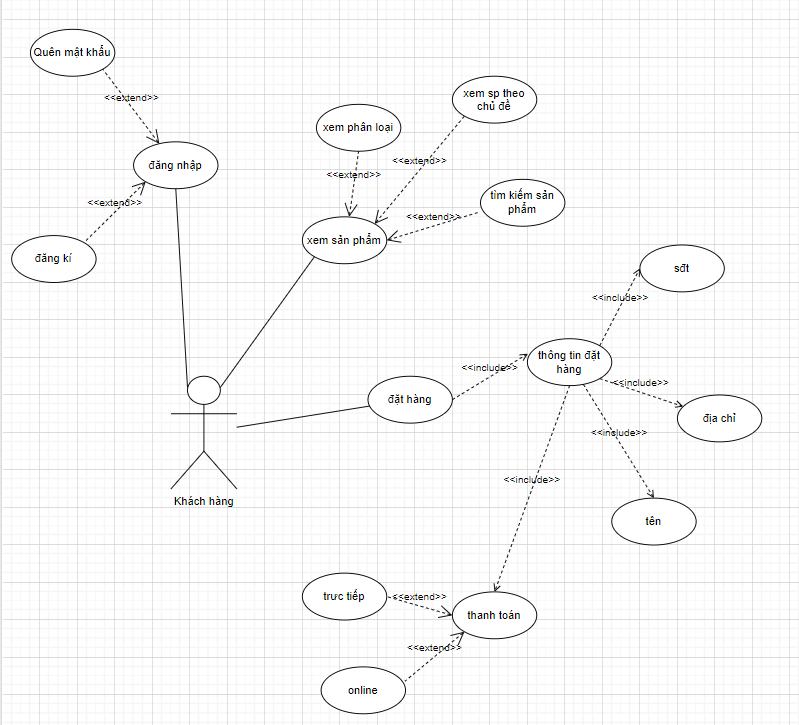 Quên mật khẩu
<<extend>>
đăng nhập
<<extend>>
đăng kí
xem phân loại
xem sp theo
chủ đề
<<extend>>
<<extend>>
tìm kiếm sản
phẩm
<<extend>>
xem sản phẩm
sđt
<<include>>
thông tin đặt
hàng
<<include>>
<<include>>
đặt hàng
địa chỉ
<<include>>
<<include>>
Khách hàng
tên
trưc tiếp
<<extend>>
thanh toán
<<extend>>
online